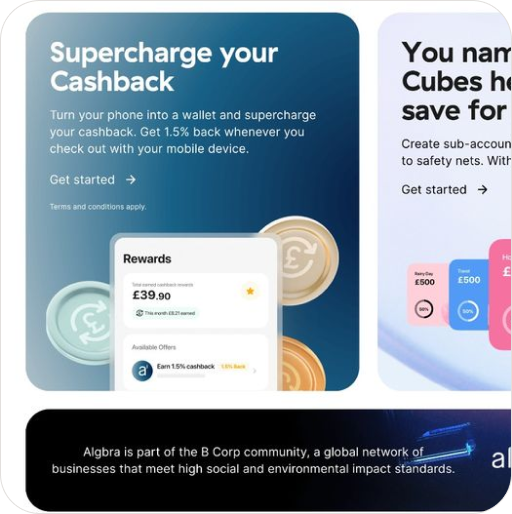 Supercharge your
Cashback
Turn your phone into a wallet and supercharge
your cashback. Get 1.5% back whenever you
check out with your mobile device.
Get started →
Terms and conditions apply.
Rewards
Total earned cashback rewards
£39.90
This month £8.21 earned
Available Offers
a
Earn 1.5% cashback 1.5% Back
£
£
You nam
Cubes he
save for
Create sub-accoun
to safety nets. With
Get started →
Rainy Day
£500
50%
Travel
£500
50%
Ho
£
Algbra is part of the B Corp community, a global network of
businesses that meet high social and environmental impact standards.
al